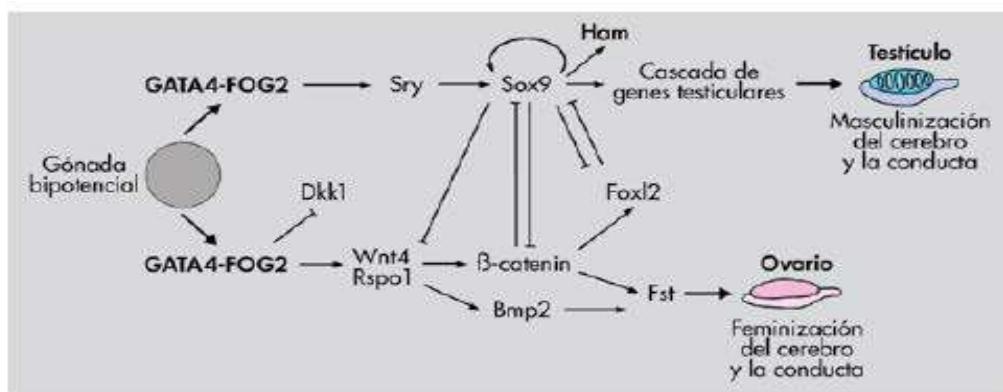 Ham
Testículo
GATA4-FOG2
Sry
Sox9
Cascada de
genes testiculares
Masculinización
del cerebro
y la conducta
Gónada
bipotencial
Dkk1
Foxl2
GATA4-FOG2
Wnt4
Rspo1
ß-catenin
Ovario
Fst
Bmp2
Feminización
del cerebro
y la conducta